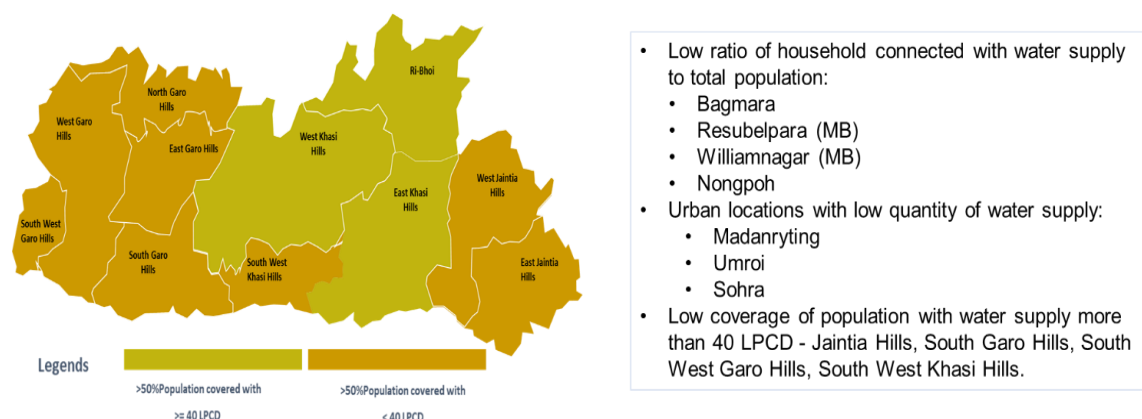 Ri-Bhoi
North Garo
Hills
West Garo
Hills
East Garo Hills
West Khasi
Hills
East Khasi
Hills
West Jaintia
Hills
South West
Garo Hills
South Garo
Hills
South West
Khasi Hills
East Jaintia
Hills
Legends
>50%Population covered with
>= 40 LPCD
>50%Population covered with
< 40 LPCD
• Low ratio of household connected with water supply
to total population:
• Bagmara
• Resubelpara (MB)
• Williamnagar (MB)
• Nongpoh
• Urban locations with low quantity of water supply:
• Madanryting
• Umroi
• Sohra
• Low coverage of population with water supply more
than 40 LPCD - Jaintia Hills, South Garo Hills, South
West Garo Hills, South West Khasi Hills.